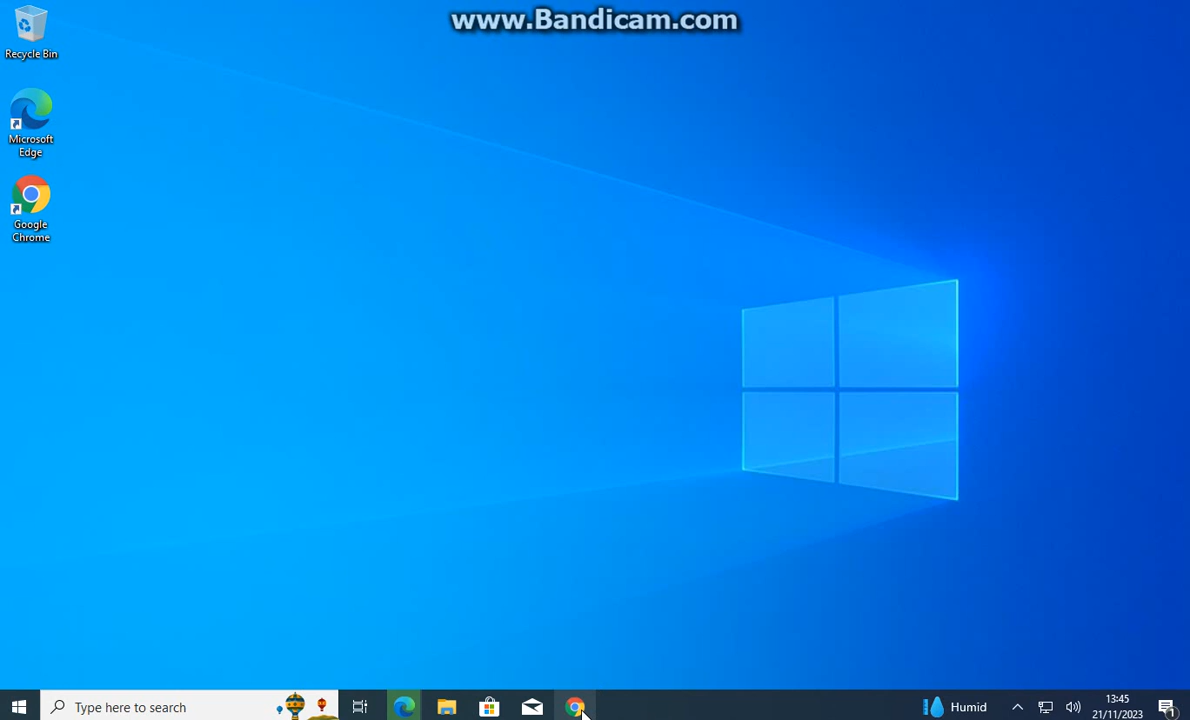 www.Bandicam.com
Recycle Bin
Microsoft
Edge
Google
Chrome
Type here to search
Humid
13:45
21/11/2023
1